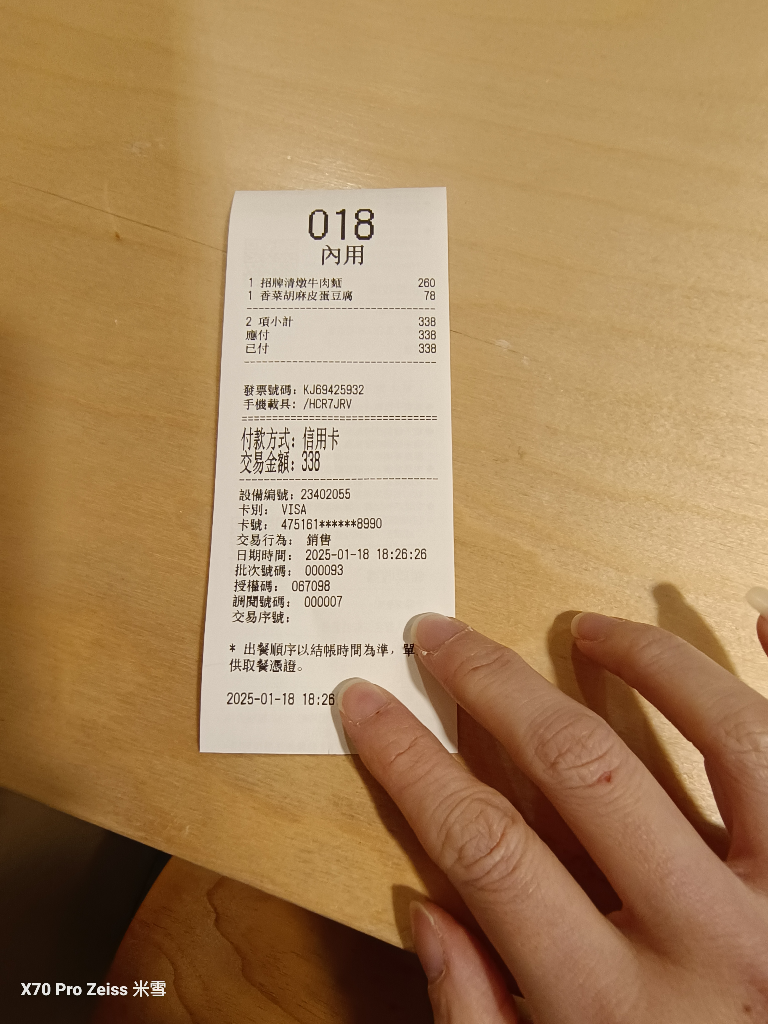 018
內用
1 招牌清燉牛肉麵 260
1 香菜胡麻皮蛋豆腐 78
2 項小計 338
應付 338
已付 338
發票號碼: KJ69425932
手機載具: /HCR7JRV
付款方式: 信用卡
交易金額: 338
設備編號: 23402055
卡別: VISA
卡號: 475161******8990
交易行為: 銷售
日期時間: 2025-01-18 18:26:26
批次號碼: 000093
授權碼: 067098
調閱號碼: 000007
交易序號:
* 出餐順序以結帳時間為準, 單
供取餐憑證。
2025-01-18 18:26
X70 Pro Zeiss 米雪